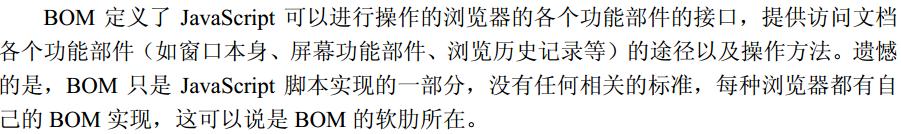 BOM 定义了 JavaScript 可以进行操作的浏览器的各个功能部件的接口，提供访问文档
各个功能部件（如窗口本身、屏幕功能部件、浏览历史记录等）的途径以及操作方法。遗憾
的是，BOM 只是 JavaScript 脚本实现的一部分，没有任何相关的标准，每种浏览器都有自
己的 BOM 实现，这可以说是 BOM 的软肋所在。